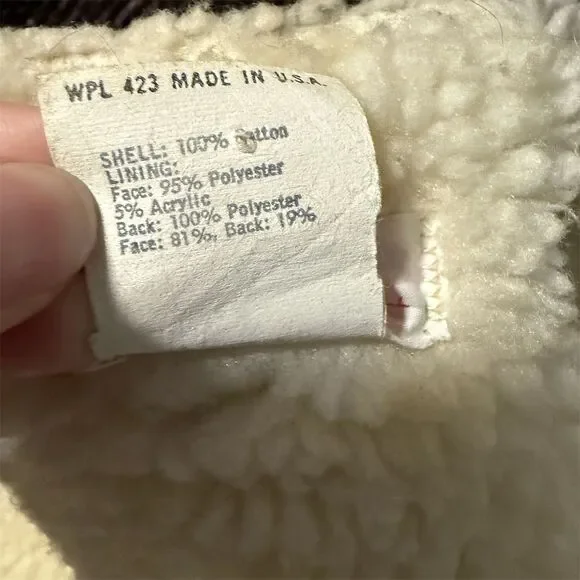 WPL 423 MADE IN U.S.A.
SHELL: 100% Cotton
LINING:
Face: 95% Polyester
5% Acrylic
Back: 100% Polyester
Face: 81%, Back: 19%